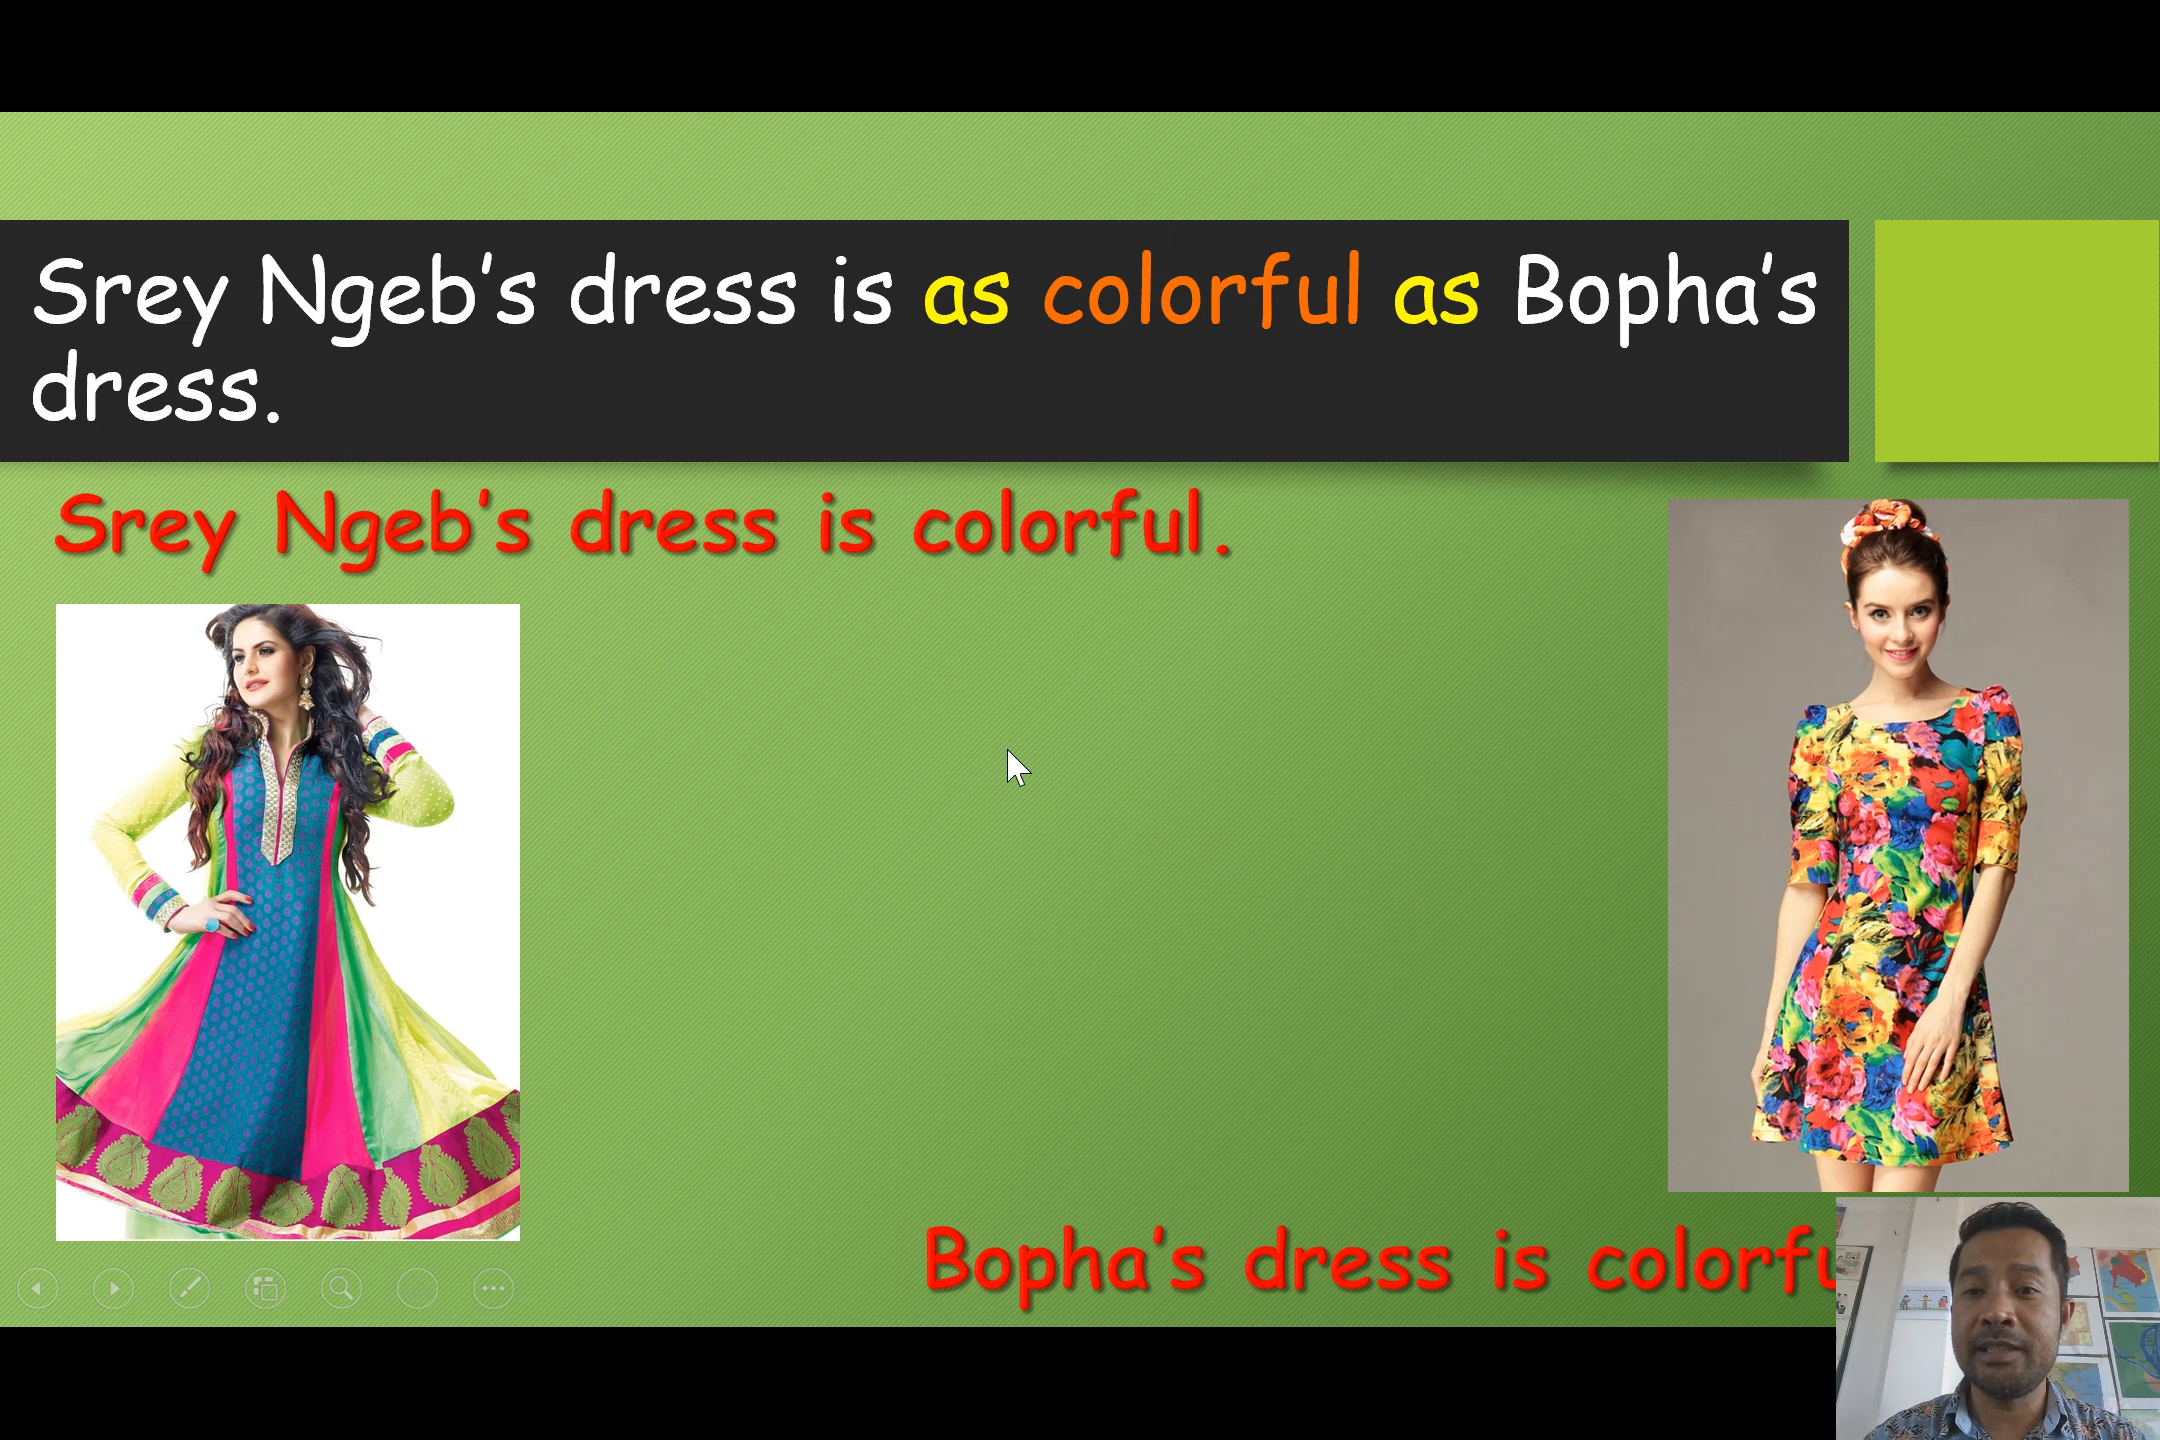 Srey Ngeb's dress is as colorful as Bopha's
dress.
Srey Ngeb's dress is colorful.
Bopha's dress is